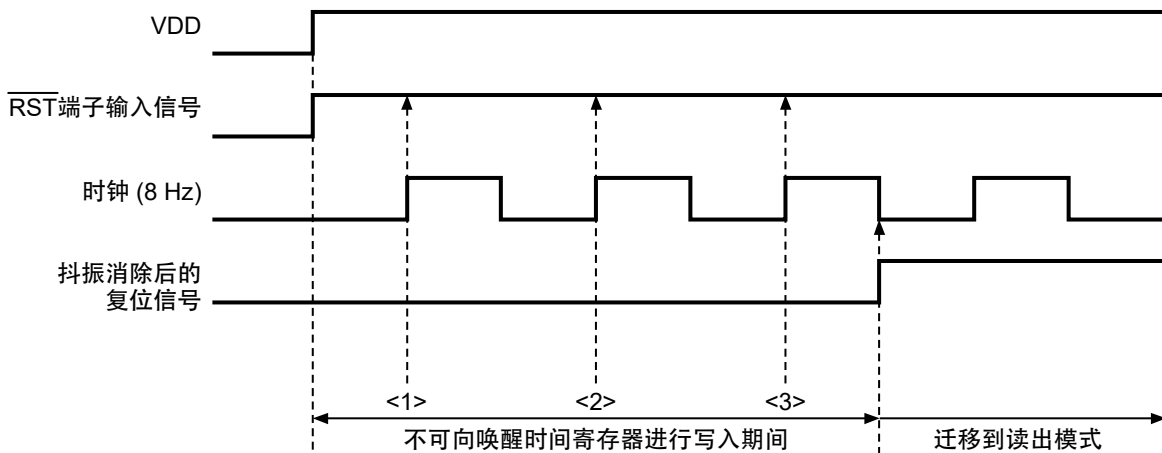 VDD
RST端子输入信号
时钟 (8 Hz)
抖振消除后的
复位信号
<1>
<2>
<3>
不可向唤醒时间寄存器进行写入期间
迁移到读出模式